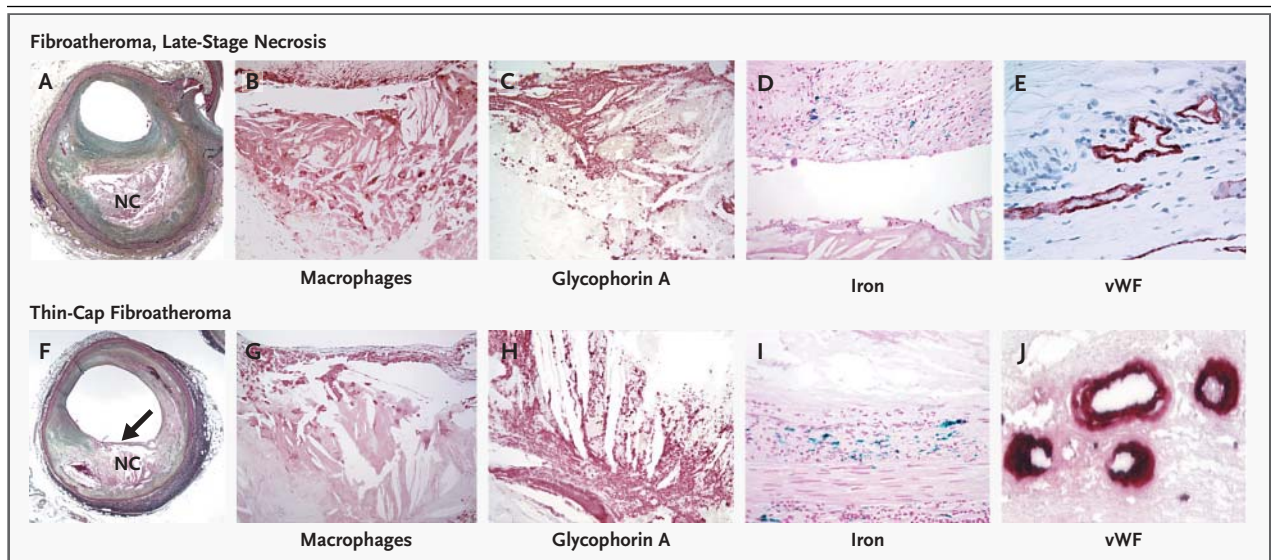 Fibroatheroma, Late-Stage Necrosis
A B C D E
NC
Macrophages Glycophorin A Iron vWF
Thin-Cap Fibroatheroma
F G H I J
NC
Macrophages Glycophorin A Iron vWF